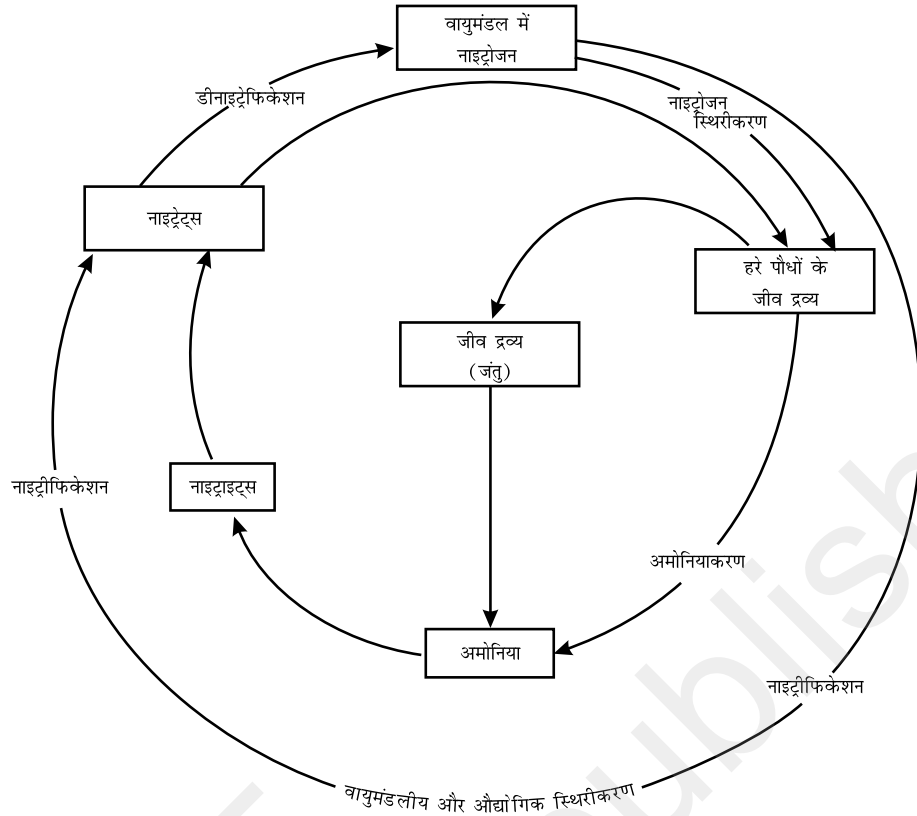 वायुमंडल में
नाइट्रोजन
डीनाइट्रेफिकेशन
नाइट्रोजन
स्थिरीकरण
नाइट्रेट्स
हरे पौधों के
जीव द्रव्य
जीव द्रव्य
(जंतु)
नाइट्रीफिकेशन
नाइट्राइट्स
अमोनियाकरण
अमोनिया
नाइट्रीफिकेशन
वायुमंडलीय और औद्योगिक स्थिरीकरण
publish